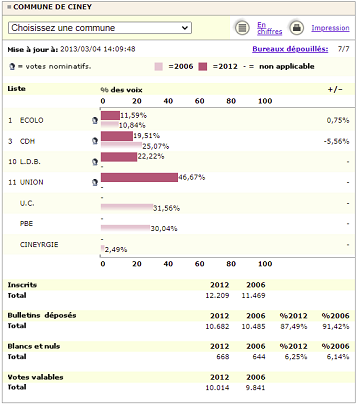 COMMUNE DE CINEY
Choisissez une commune
En chiffres
Impression
Mise à jour à: 2013/03/04 14:09:48
Bureaux dépouillés: 7/7
= votes nominatifs. =2006 =2012 - = non applicable
Liste % des voix +/-
0 20 40 60 80 100
1 ECOLO 11,59% 10,84% 0,75%
3 CDH 19,51% 25,07% -5,56%
10 L.D.B. 22,22% - -
11 UNION 46,67% - -
U.C. - 31,56% -
PBE - 30,04% -
CINEYRGIE - 2,49% -
0 20 40 60 80 100
Inscrits 2012 2006
Total 12.209 11.469
Bulletins déposés 2012 2006 %2012 %2006
Total 10.682 10.485 87,49% 91,42%
Blancs et nuls 2012 2006 %2012 %2006
Total 668 644 6,25% 6,14%
Votes valables 2012 2006
Total 10.014 9.841